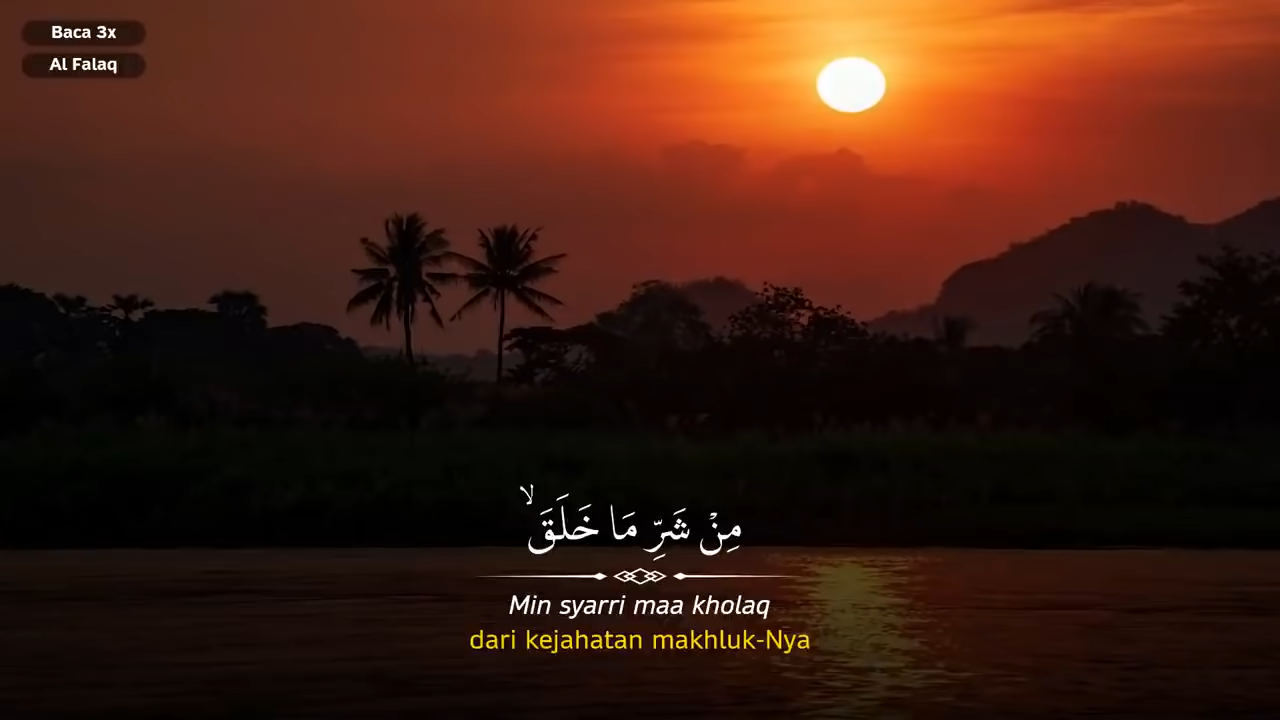 Baca 3x
Al Falaq
مِنْ شَرِّ مَا خَلَقَۙ
Min syarri maa kholaq
dari kejahatan makhluk-Nya